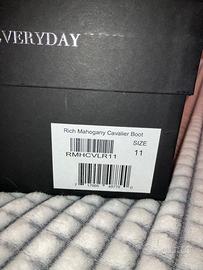 EVERYDAY
Rich Mahogany Cavalier Boot
SIZE
RMHCVLR11
11